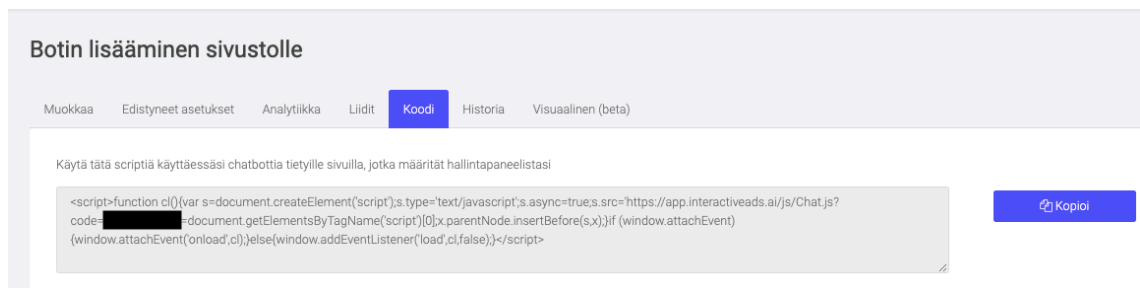 Botin lisääminen sivustolle
Muokkaa Edistyneet asetukset Analytiikka Liidit Koodi Historia Visuaalinen (beta)
Käytä tätä scriptiä käyttäessäsi chatbottia tietyille sivuilla, jotka määrität hallintapaneelistasi
<script>function cl(){var s=document.createElement('script');s.type='text/javascript';s.async=true;s.src='https://app.interactiveads.ai/js/Chat.js?
code= =document.getElementsByTagName('script')[0];x.parentNode.insertBefore(s,x);}if (window.attachEvent)
{window.attachEvent('onload',cl);}else{window.addEventListener('load',cl,false);}</script>
Kopioi